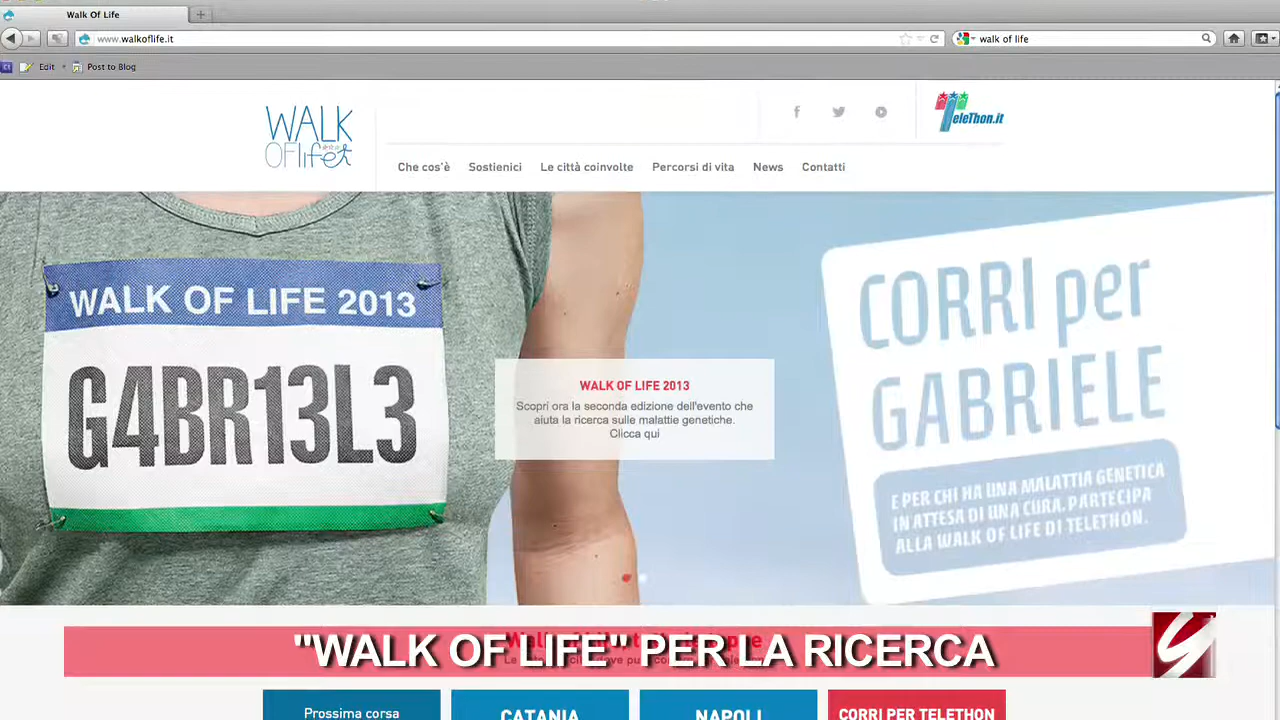 Walk Of Life
www.walkoflife.it
walk of life
Edit
Post to Blog
WALK
OF life
TeleThon.it
Che cos'è
Sostienici
Le città coinvolte
Percorsi di vita
News
Contatti
WALK OF LIFE 2013
G4BR13L3
WALK OF LIFE 2013
Scopri ora la seconda edizione dell'evento che
aiuta la ricerca sulle malattie genetiche.
Clicca qui
CORRI per
GABRIELE
E PER CHI HA UNA MALATTIA GENETICA
IN ATTESA DI UNA CURA. PARTECIPA
ALLA WALK OF LIFE DI TELETHON.
"WALK OF LIFE" PER LA RICERCA
Prossima corsa
CATANIA
NAPOLI
CORRI PER TELETHON